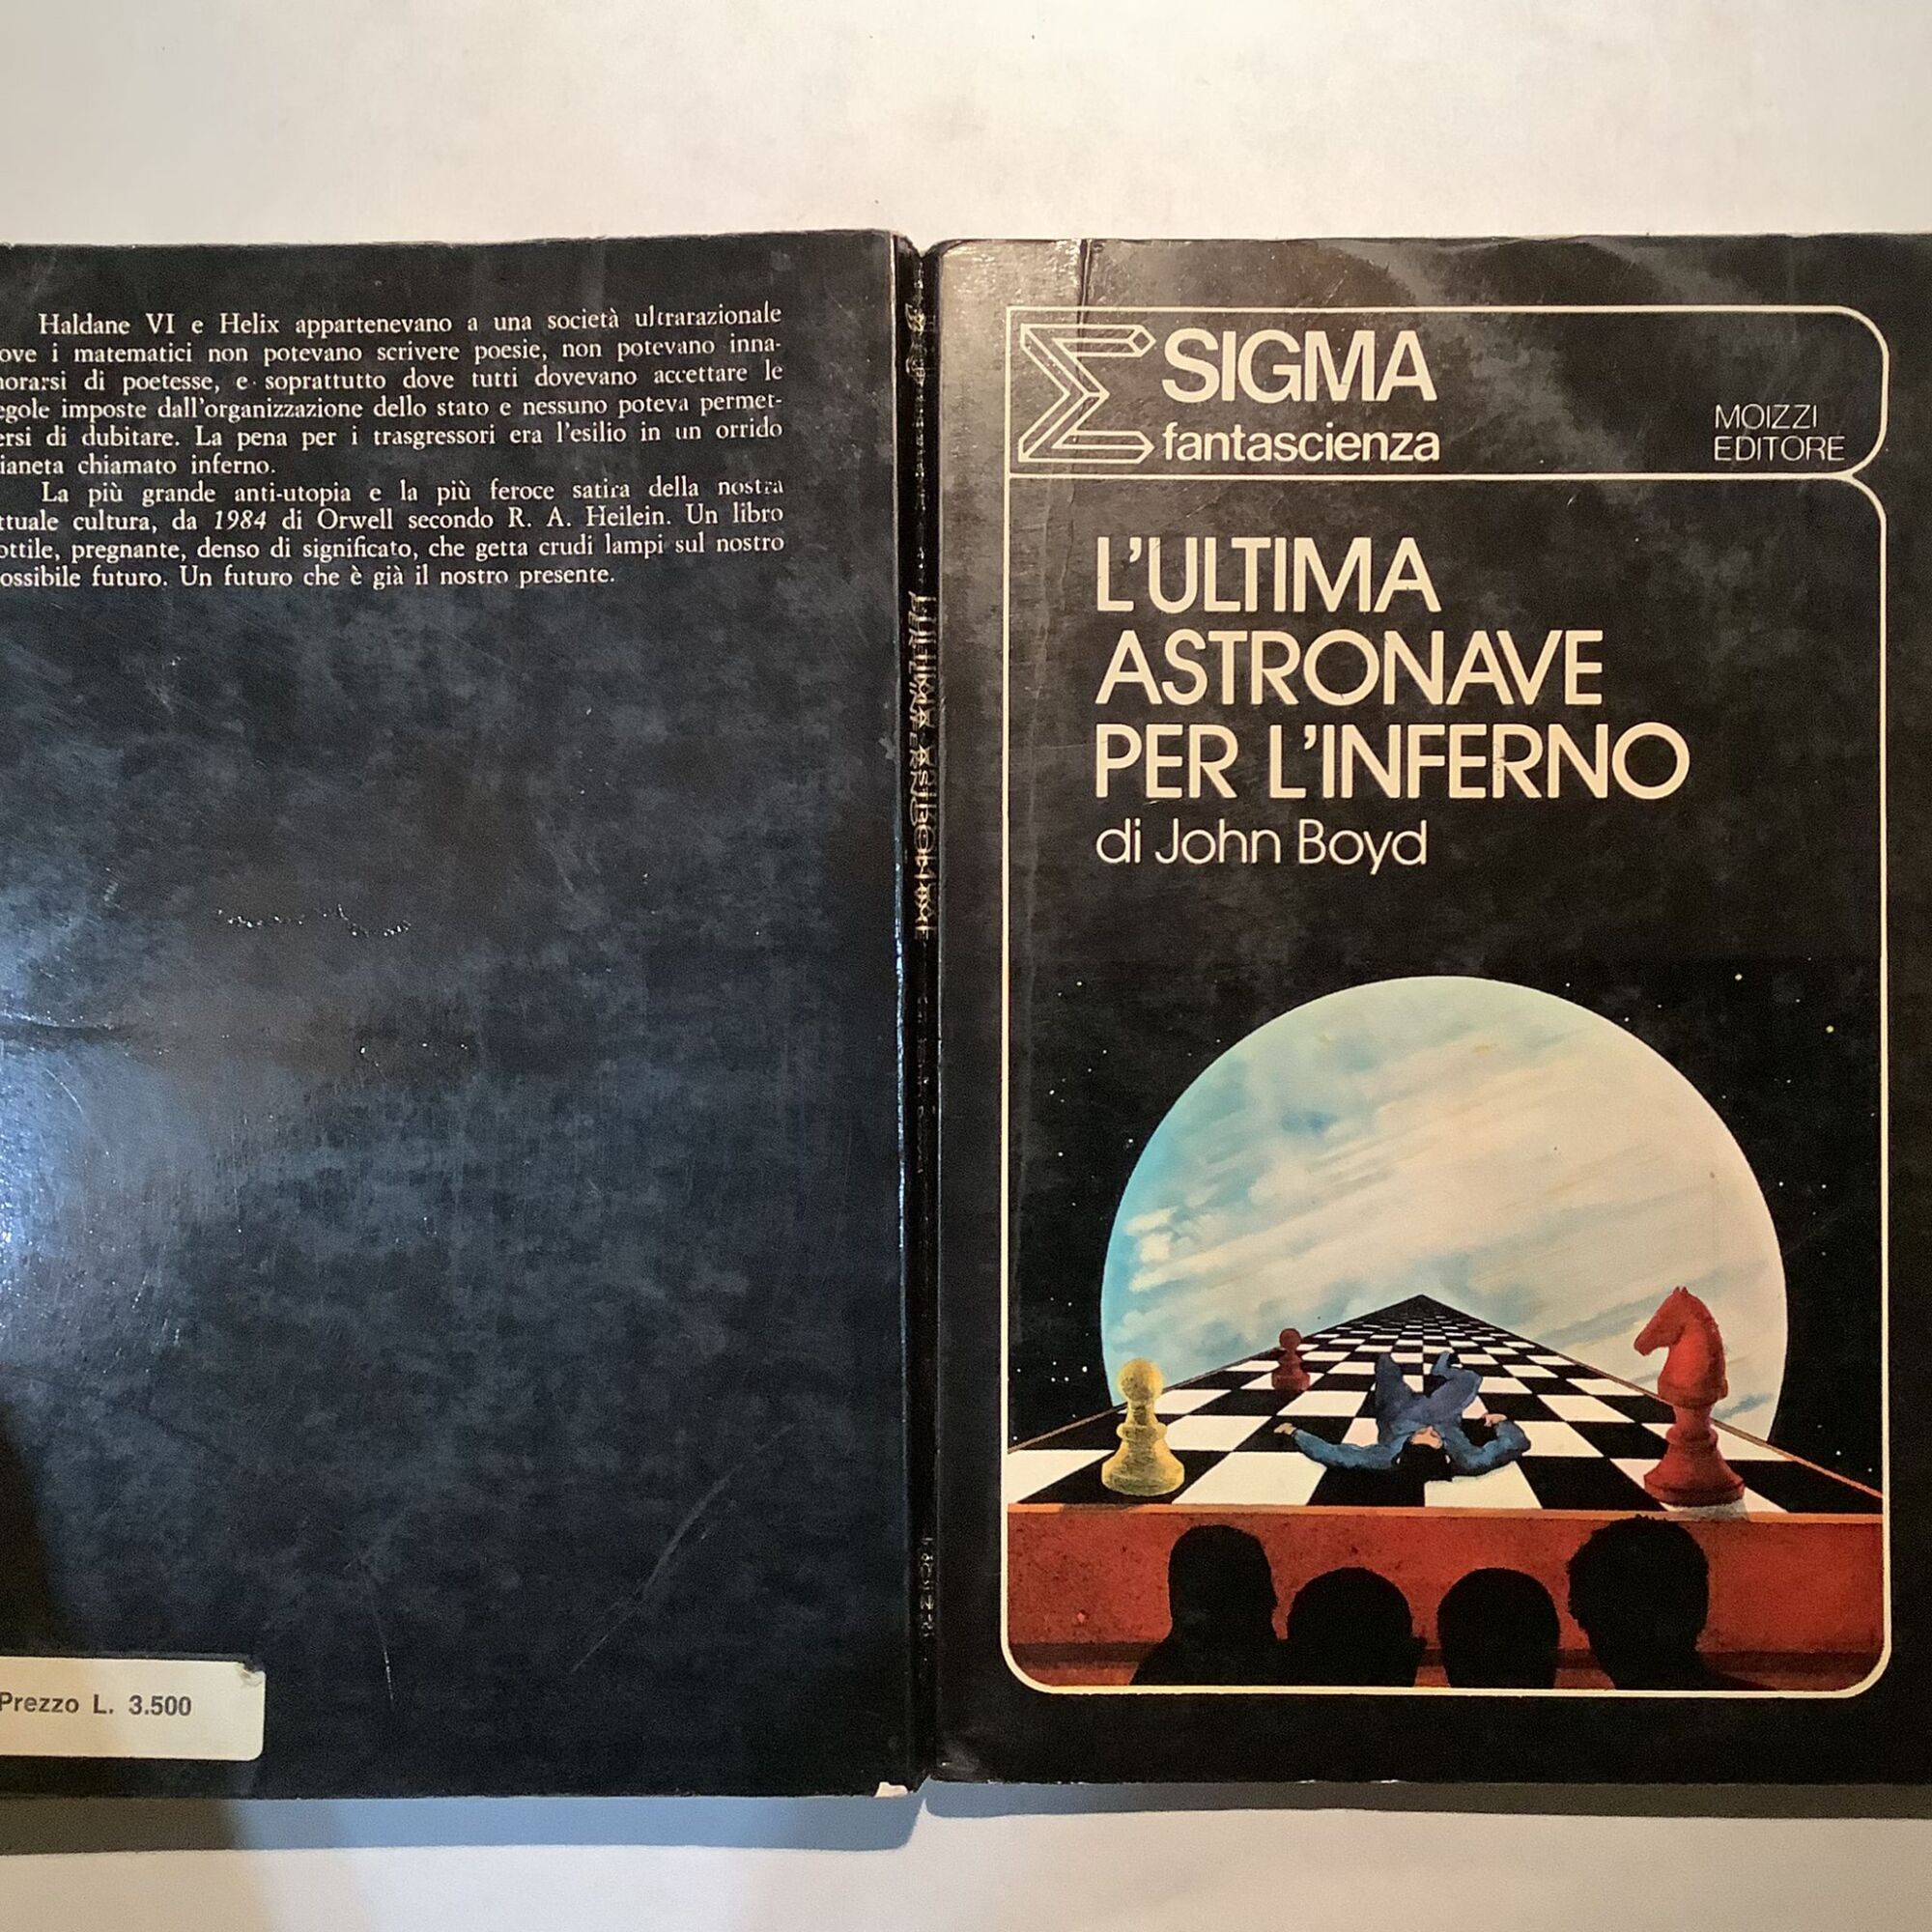 Haldane VI e Helix appartenevano a una società ultrarazionale
ove i matematici non potevano scrivere poesie, non potevano inna-
orarsi di poetesse, e soprattutto dove tutti dovevano accettare le
egole imposte dall'organizzazione dello stato e nessuno poteva permet-
ersi di dubitare. La pena per i trasgressori era l'esilio in un orrido
ianeta chiamato inferno.
La più grande anti-utopia e la più feroce satira della nostra
ttuale cultura, da 1984 di Orwell secondo R. A. Heilein. Un libro
ottile, pregnante, denso di significato, che getta crudi lampi sul nostro
ossibile futuro. Un futuro che è già il nostro presente.
Prezzo L. 3.500
L'ULTIMA ASTRONAVE
Σ SIGMA
fantascienza
MOIZZI
EDITORE
L'ULTIMA
ASTRONAVE
PER L'INFERNO
di John Boyd